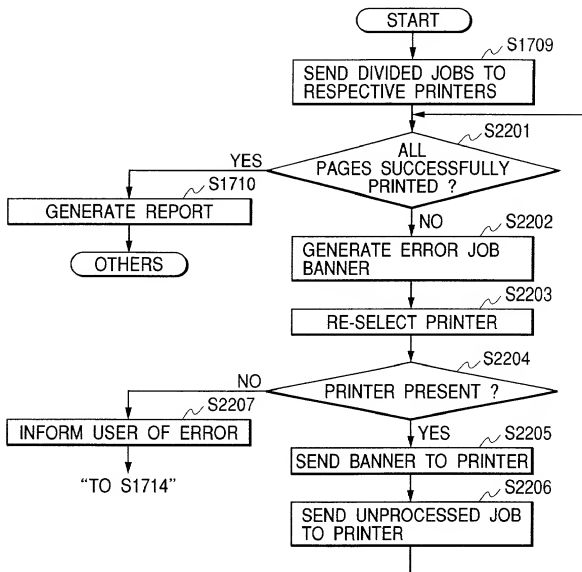 START
S1709
SEND DIVIDED JOBS TO
RESPECTIVE PRINTERS
S2201
ALL
PAGES SUCCESSFULLY
PRINTED ?
YES
S1710
GENERATE REPORT
OTHERS
NO
S2202
GENERATE ERROR JOB
BANNER
S2203
RE-SELECT PRINTER
S2204
PRINTER PRESENT ?
NO
S2207
INFORM USER OF ERROR
"TO S1714"
YES
S2205
SEND BANNER TO PRINTER
S2206
SEND UNPROCESSED JOB
TO PRINTER